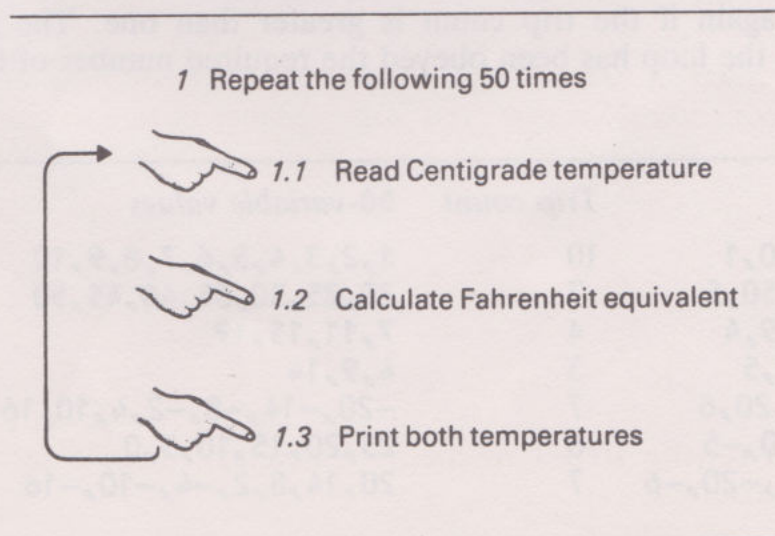 1 Repeat the following 50 times
1.1 Read Centigrade temperature
1.2 Calculate Fahrenheit equivalent
1.3 Print both temperatures